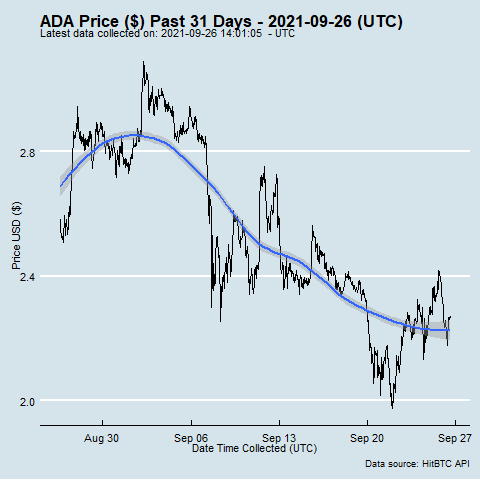 ADA Price ($) Past 31 Days - 2021-09-26 (UTC)
Latest data collected on: 2021-09-26 14:01:05 - UTC
Price USD ($)
2.8
2.4
2.0
Aug 30 Sep 06 Sep 13 Sep 20 Sep 27
Date Time Collected (UTC)
Data source: HitBTC API